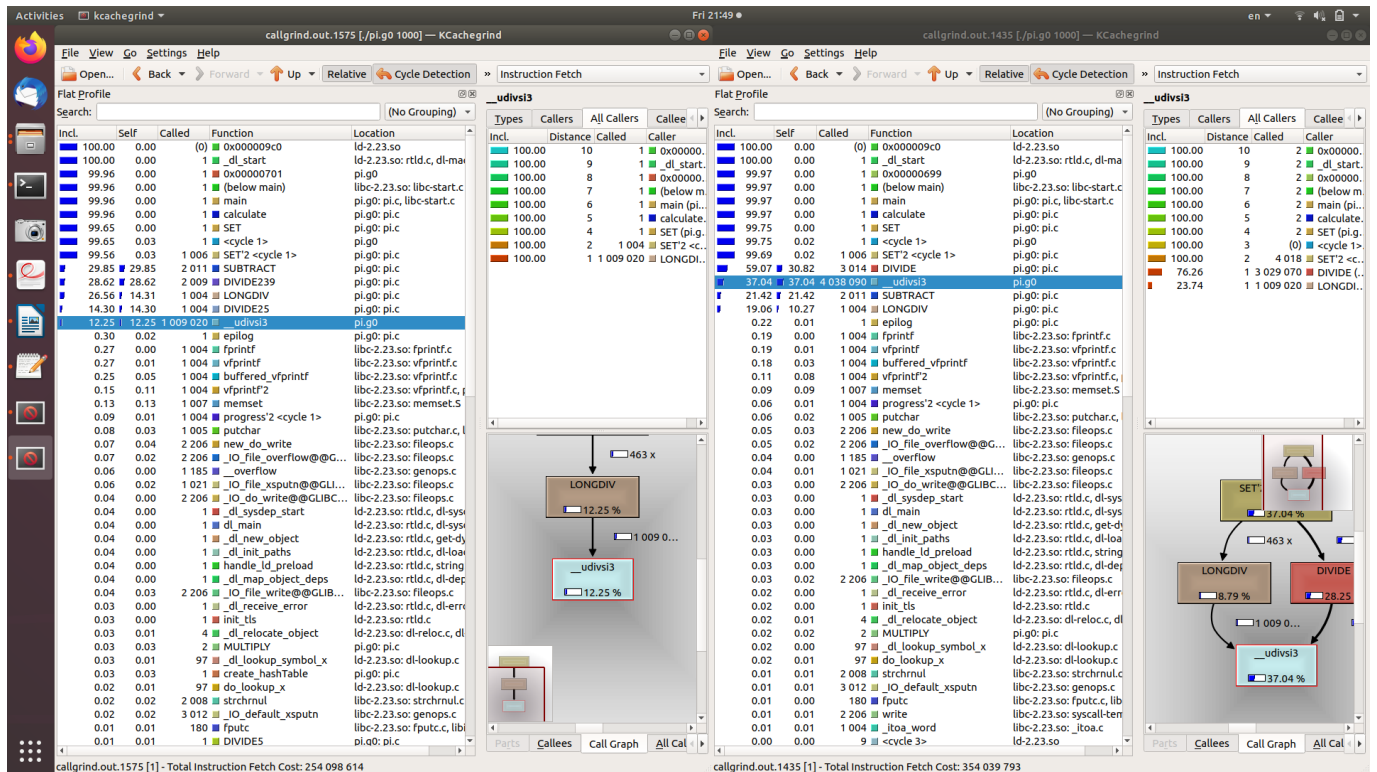 Activities kcachegrind Fri 21:49 en
callgrind.out.1575 [./pi.g0 1000] — KCachegrind
File View Go Settings Help
Open... Back Forward Up Relative Cycle Detection » Instruction Fetch
Flat Profile
Search: (No Grouping)
Incl. Self Called Function Location
100.00 0.00 (0) 0x000009c0 ld-2.23.so
100.00 0.00 1 _dl_start ld-2.23.so: rtld.c, dl-mac
99.96 0.00 1 0x00000701 pi.g0
99.96 0.00 1 (below main) libc-2.23.so: libc-start.c
99.96 0.00 1 main pi.g0: pi.c, libc-start.c
99.96 0.00 1 calculate pi.g0: pi.c
99.65 0.00 1 SET pi.g0: pi.c
99.65 0.03 1 <cycle 1> pi.g0
99.56 0.03 1 006 SET'2 <cycle 1> pi.g0: pi.c
29.85 29.85 2 011 SUBTRACT pi.g0: pi.c
28.62 28.62 2 009 DIVIDE239 pi.g0: pi.c
26.56 14.31 1 004 LONGDIV pi.g0: pi.c
14.30 14.30 1 004 DIVIDE25 pi.g0: pi.c
12.25 12.25 1 009 020 __udivsi3 pi.g0
0.30 0.02 1 epilog pi.g0: pi.c
0.27 0.00 1 004 fprintf libc-2.23.so: fprintf.c
0.27 0.01 1 004 vfprintf libc-2.23.so: vfprintf.c
0.25 0.05 1 004 buffered_vfprintf libc-2.23.so: vfprintf.c
0.15 0.11 1 004 vfprintf'2 libc-2.23.so: vfprintf.c,
0.13 0.13 1 007 memset libc-2.23.so: memset.S
0.09 0.01 1 004 progress'2 <cycle 1> pi.g0: pi.c
0.08 0.03 1 005 putchar libc-2.23.so: putchar.c,
0.07 0.04 2 206 new_do_write libc-2.23.so: fileops.c
0.07 0.02 2 206 _IO_file_overflow@@G... libc-2.23.so: fileops.c
0.06 0.00 1 185 __overflow libc-2.23.so: genops.c
0.06 0.02 1 021 _IO_file_xsputn@@GLI... libc-2.23.so: fileops.c
0.04 0.00 2 206 _IO_do_write@@GLIBC... libc-2.23.so: fileops.c
0.04 0.00 1 _dl_sysdep_start ld-2.23.so: rtld.c, dl-sys
0.04 0.00 1 dl_main ld-2.23.so: rtld.c, dl-sys
0.04 0.00 1 _dl_new_object ld-2.23.so: rtld.c, get-dy
0.04 0.00 1 _dl_init_paths ld-2.23.so: rtld.c, dl-loa
0.04 0.00 1 handle_ld_preload ld-2.23.so: rtld.c, string
0.04 0.00 1 _dl_map_object_deps ld-2.23.so: rtld.c, dl-dep
0.04 0.03 2 206 _IO_file_write@@GLIB... libc-2.23.so: fileops.c
0.03 0.00 1 _dl_receive_error ld-2.23.so: rtld.c, dl-erro
0.03 0.00 1 init_tls ld-2.23.so: rtld.c
0.03 0.01 4 _dl_relocate_object ld-2.23.so: dl-reloc.c, dl
0.03 0.03 2 MULTIPLY pi.g0: pi.c
0.03 0.01 97 _dl_lookup_symbol_x ld-2.23.so: dl-lookup.c
0.03 0.03 1 create_hashTable pi.g0: pi.c
0.02 0.01 97 do_lookup_x ld-2.23.so: dl-lookup.c
0.02 0.02 2 008 strchrnul libc-2.23.so: strchrnul.c
0.02 0.02 3 012 _IO_default_xsputn libc-2.23.so: genops.c
0.01 0.01 180 fputc libc-2.23.so: fputc.c, libi
0.01 0.01 1 DIVIDE5 pi.g0: pi.c
__udivsi3
Types Callers All Callers Callee
Incl. Distance Called Caller
100.00 10 1 0x00000...
100.00 9 1 _dl_start...
100.00 8 1 0x00000...
100.00 7 1 (below m...
100.00 6 1 main (pi...
100.00 5 1 calculate...
100.00 4 1 SET (pi.g...
100.00 2 1 004 SET'2 <c...
100.00 1 1 009 020 LONGDI...
463 x
LONGDIV
12.25 %
1 009 0...
__udivsi3
12.25 %
Parts Callees Call Graph All Cal
callgrind.out.1575 [1] - Total Instruction Fetch Cost: 254 098 614
callgrind.out.1435 [./pi.g0 1000] — KCachegrind
File View Go Settings Help
Open... Back Forward Up Relative Cycle Detection » Instruction Fetch
Flat Profile
Search: (No Grouping)
Incl. Self Called Function Location
100.00 0.00 (0) 0x000009c0 ld-2.23.so
100.00 0.00 1 _dl_start ld-2.23.so: rtld.c, dl-mac
99.97 0.00 1 0x00000699 pi.g0
99.97 0.00 1 (below main) libc-2.23.so: libc-start.c
99.97 0.00 1 main pi.g0: pi.c, libc-start.c
99.97 0.00 1 calculate pi.g0: pi.c
99.75 0.00 1 SET pi.g0: pi.c
99.75 0.02 1 <cycle 1> pi.g0
99.69 0.02 1 006 SET'2 <cycle 1> pi.g0: pi.c
59.07 30.82 3 014 DIVIDE pi.g0: pi.c
37.04 37.04 4 038 090 __udivsi3 pi.g0
21.42 21.42 2 011 SUBTRACT pi.g0: pi.c
19.06 10.27 1 004 LONGDIV pi.g0: pi.c
0.22 0.01 1 epilog pi.g0: pi.c
0.19 0.00 1 004 fprintf libc-2.23.so: fprintf.c
0.19 0.01 1 004 vfprintf libc-2.23.so: vfprintf.c
0.18 0.03 1 004 buffered_vfprintf libc-2.23.so: vfprintf.c
0.11 0.08 1 004 vfprintf'2 libc-2.23.so: vfprintf.c,
0.09 0.09 1 007 memset libc-2.23.so: memset.S
0.06 0.01 1 004 progress'2 <cycle 1> pi.g0: pi.c
0.06 0.02 1 005 putchar libc-2.23.so: putchar.c,
0.05 0.03 2 206 new_do_write libc-2.23.so: fileops.c
0.05 0.02 2 206 _IO_file_overflow@@G... libc-2.23.so: fileops.c
0.04 0.00 1 185 __overflow libc-2.23.so: genops.c
0.04 0.01 1 021 _IO_file_xsputn@@GLI... libc-2.23.so: fileops.c
0.03 0.00 2 206 _IO_do_write@@GLIBC... libc-2.23.so: fileops.c
0.03 0.00 1 _dl_sysdep_start ld-2.23.so: rtld.c, dl-sys
0.03 0.00 1 dl_main ld-2.23.so: rtld.c, dl-sys
0.03 0.00 1 _dl_new_object ld-2.23.so: rtld.c, get-dy
0.03 0.00 1 _dl_init_paths ld-2.23.so: rtld.c, dl-loa
0.03 0.00 1 handle_ld_preload ld-2.23.so: rtld.c, string
0.03 0.00 1 _dl_map_object_deps ld-2.23.so: rtld.c, dl-dep
0.03 0.02 2 206 _IO_file_write@@GLIB... libc-2.23.so: fileops.c
0.02 0.00 1 _dl_receive_error ld-2.23.so: rtld.c, dl-err
0.02 0.00 1 init_tls ld-2.23.so: rtld.c
0.02 0.01 4 _dl_relocate_object ld-2.23.so: dl-reloc.c, dl
0.02 0.02 2 MULTIPLY pi.g0: pi.c
0.02 0.00 97 _dl_lookup_symbol_x ld-2.23.so: dl-lookup.c
0.02 0.01 97 do_lookup_x ld-2.23.so: dl-lookup.c
0.01 0.01 2 008 strchrnul libc-2.23.so: strchrnul.c
0.01 0.01 3 012 _IO_default_xsputn libc-2.23.so: genops.c
0.01 0.00 180 fputc libc-2.23.so: fputc.c, lib
0.01 0.01 2 206 write libc-2.23.so: syscall-tem
0.01 0.01 1 004 _itoa_word libc-2.23.so: _itoa.c
0.00 0.00 9 <cycle 3> ld-2.23.so
__udivsi3
Types Callers All Callers Callee
Incl. Distance Called Caller
100.00 10 2 0x00000...
100.00 9 2 _dl_start...
100.00 8 2 0x00000...
100.00 7 2 (below m...
100.00 6 2 main (pi...
100.00 5 2 calculate...
100.00 4 2 SET (pi.g...
100.00 3 (0) <cycle 1>...
100.00 2 4 018 SET'2 <c...
76.26 1 3 029 070 DIVIDE (...
23.74 1 1 009 020 LONGDI...
SET'
37.04 %
463 x
LONGDIV DIVIDE
8.79 % 28.25
1 009 0...
__udivsi3
37.04 %
Parts Callees Call Graph All Cal
callgrind.out.1435 [1] - Total Instruction Fetch Cost: 354 039 793